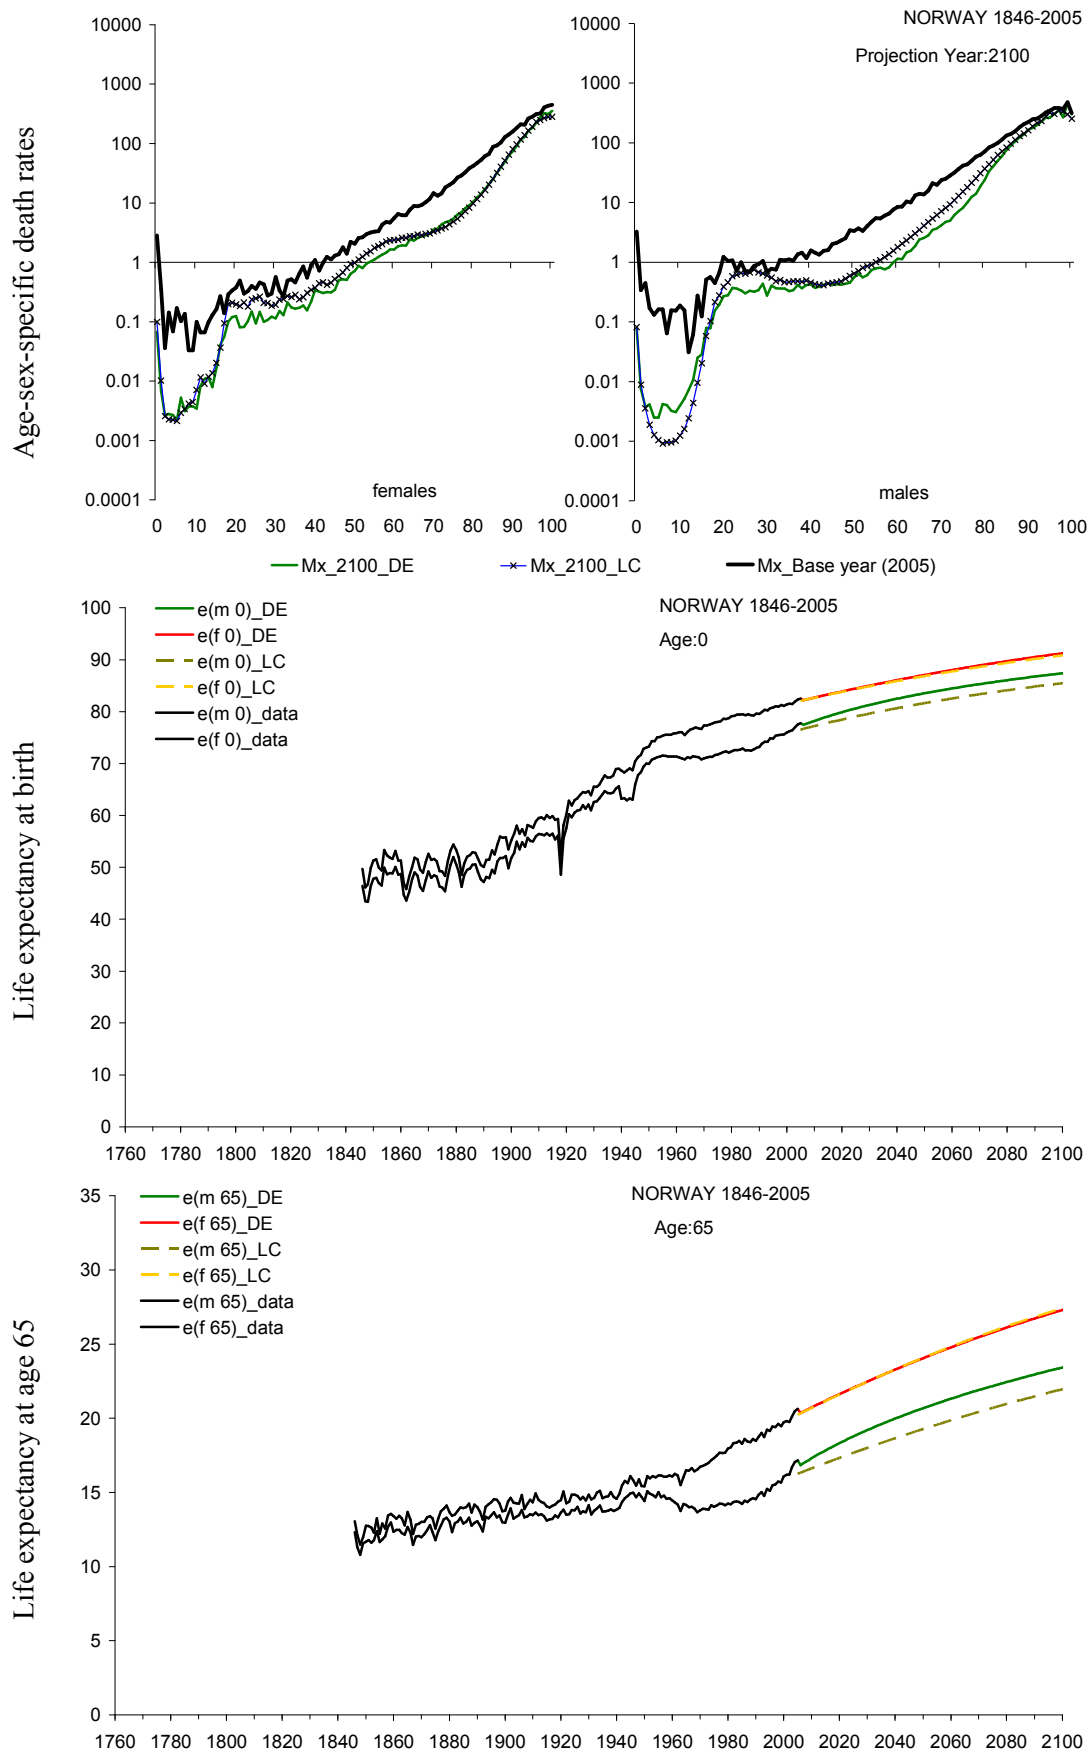 NORWAY 1846-2005
Projection Year:2100
Age-sex-specific death rates
10000
1000
100
10
1
0.1
0.01
0.001
0.0001
females
0 10 20 30 40 50 60 70 80 90 100
10000
1000
100
10
1
0.1
0.01
0.001
0.0001
males
0 10 20 30 40 50 60 70 80 90 100
Mx_2100_DE Mx_2100_LC Mx_Base year (2005)
Life expectancy at birth
NORWAY 1846-2005
Age:0
e(m 0)_DE
e(f 0)_DE
e(m 0)_LC
e(f 0)_LC
e(m 0)_data
e(f 0)_data
100
90
80
70
60
50
40
30
20
10
0
1760 1780 1800 1820 1840 1860 1880 1900 1920 1940 1960 1980 2000 2020 2040 2060 2080 2100
Life expectancy at age 65
NORWAY 1846-2005
Age:65
e(m 65)_DE
e(f 65)_DE
e(m 65)_LC
e(f 65)_LC
e(m 65)_data
e(f 65)_data
35
30
25
20
15
10
5
0
1760 1780 1800 1820 1840 1860 1880 1900 1920 1940 1960 1980 2000 2020 2040 2060 2080 2100